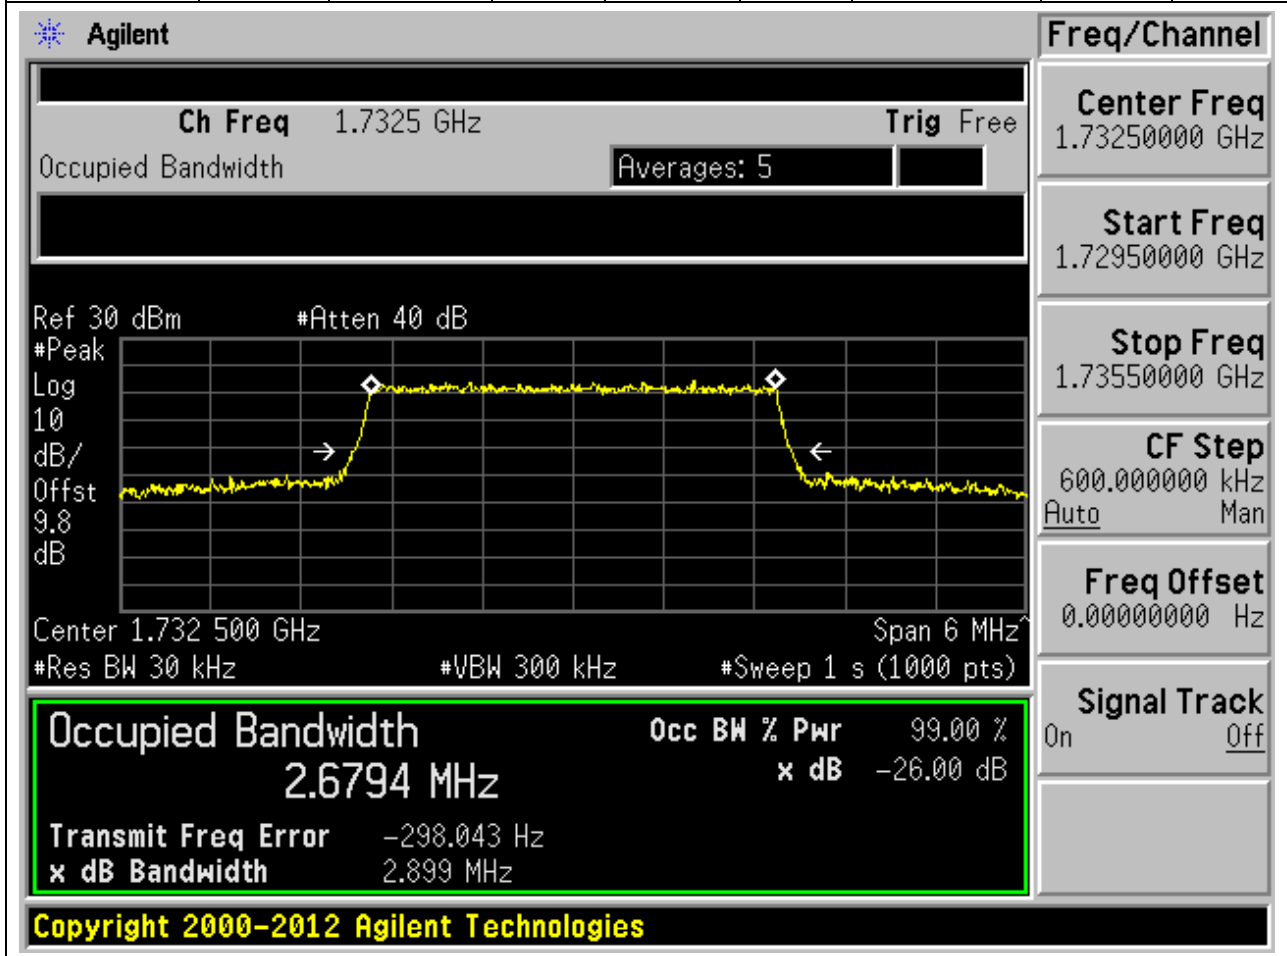 Agilent
Freq/Channel
Ch Freq 1.7325 GHz Trig Free
Occupied Bandwidth Averages: 5
Center Freq
1.73250000 GHz
Start Freq
1.72950000 GHz
Stop Freq
1.73550000 GHz
CF Step
600.000000 kHz
Auto Man
Freq Offset
0.00000000 Hz
Signal Track
On Off
Ref 30 dBm #Atten 40 dB
#Peak
Log
10
dB/
Offst
9.8
dB
Center 1.732 500 GHz Span 6 MHz^
#Res BW 30 kHz #VBW 300 kHz #Sweep 1 s (1000 pts)
Occupied Bandwidth Occ BW % Pwr 99.00 %
2.6794 MHz x dB -26.00 dB
Transmit Freq Error -298.043 Hz
x dB Bandwidth 2.899 MHz
Copyright 2000-2012 Agilent Technologies